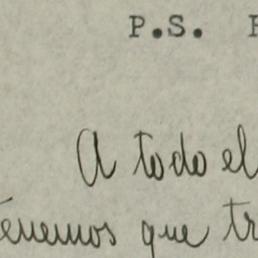 P.S.
A todo el
tenemos que